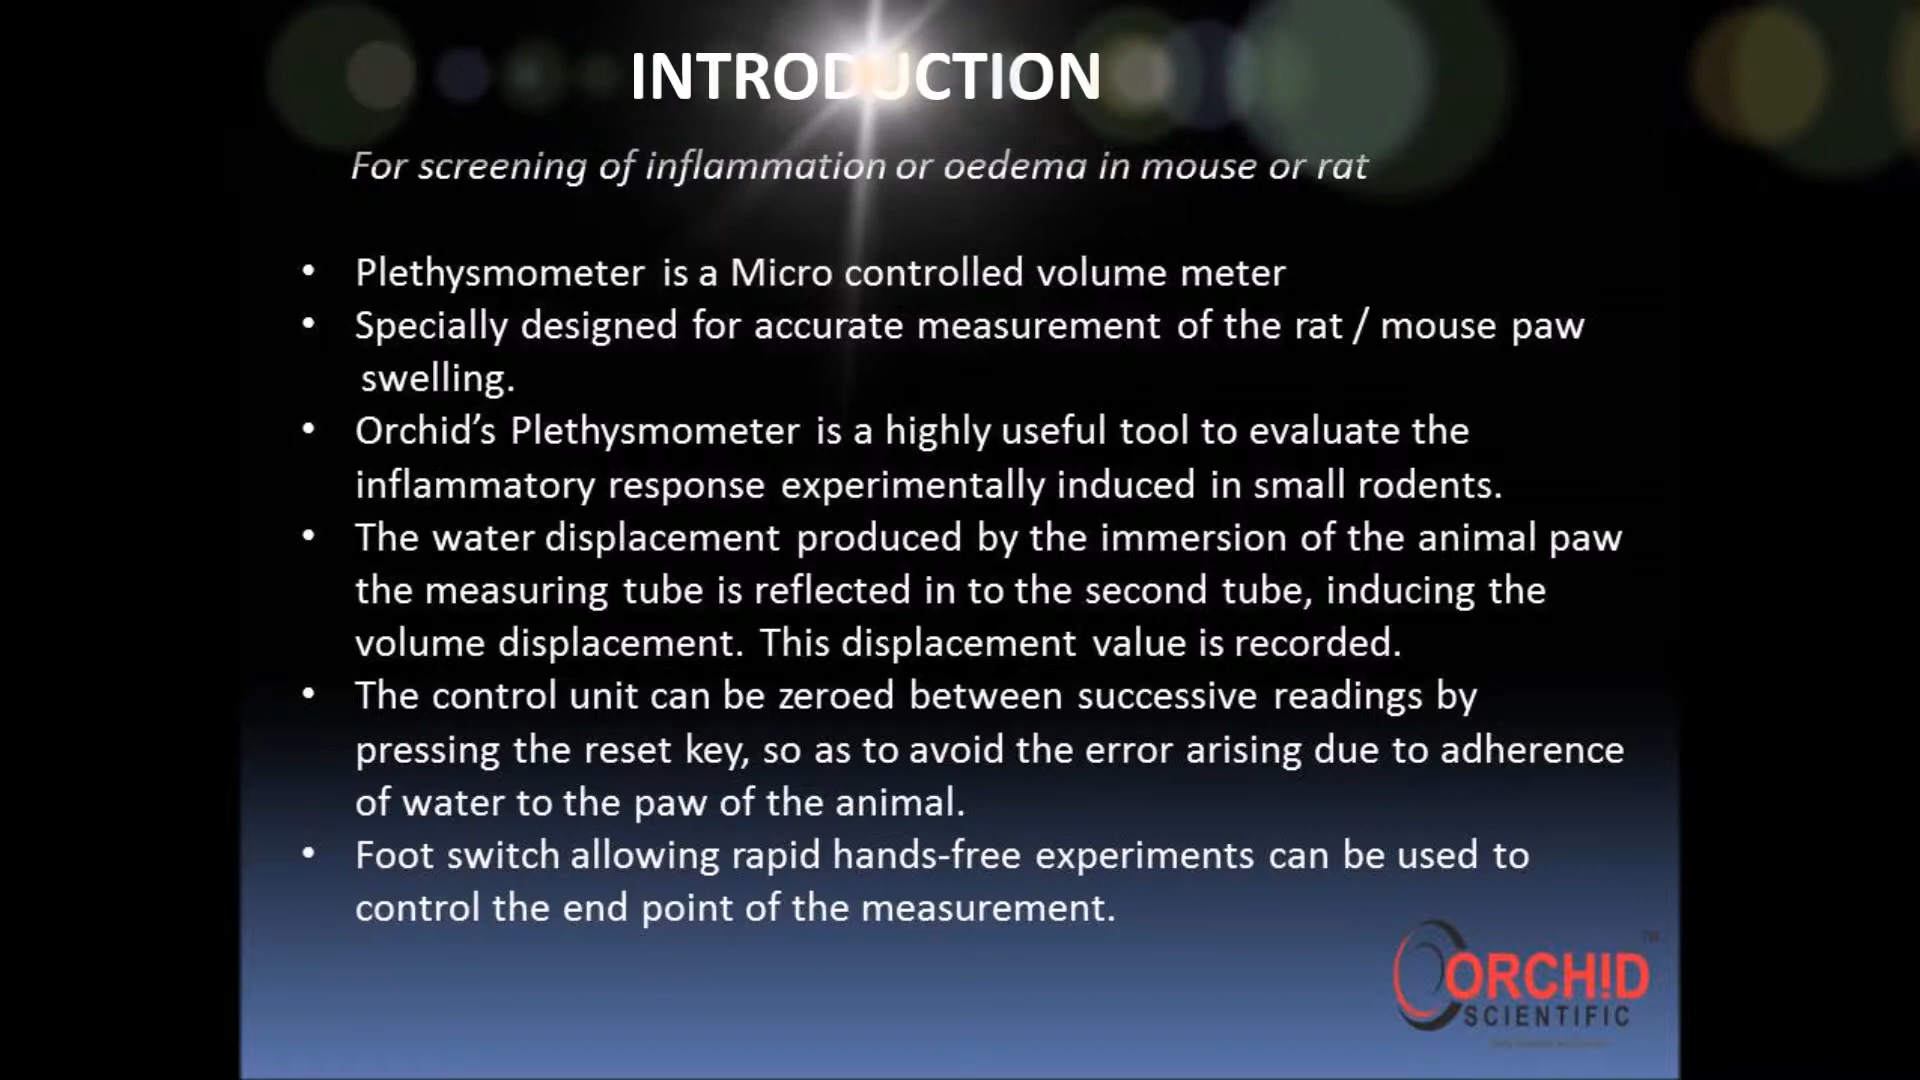 INTRODUCTION
For screening of inflammation or oedema in mouse or rat
• Plethysmometer is a Micro controlled volume meter
• Specially designed for accurate measurement of the rat / mouse paw
swelling.
• Orchid’s Plethysmometer is a highly useful tool to evaluate the
inflammatory response experimentally induced in small rodents.
• The water displacement produced by the immersion of the animal paw
the measuring tube is reflected in to the second tube, inducing the
volume displacement. This displacement value is recorded.
• The control unit can be zeroed between successive readings by
pressing the reset key, so as to avoid the error arising due to adherence
of water to the paw of the animal.
• Foot switch allowing rapid hands-free experiments can be used to
control the end point of the measurement.
TM
ORCHID
SCIENTIFIC